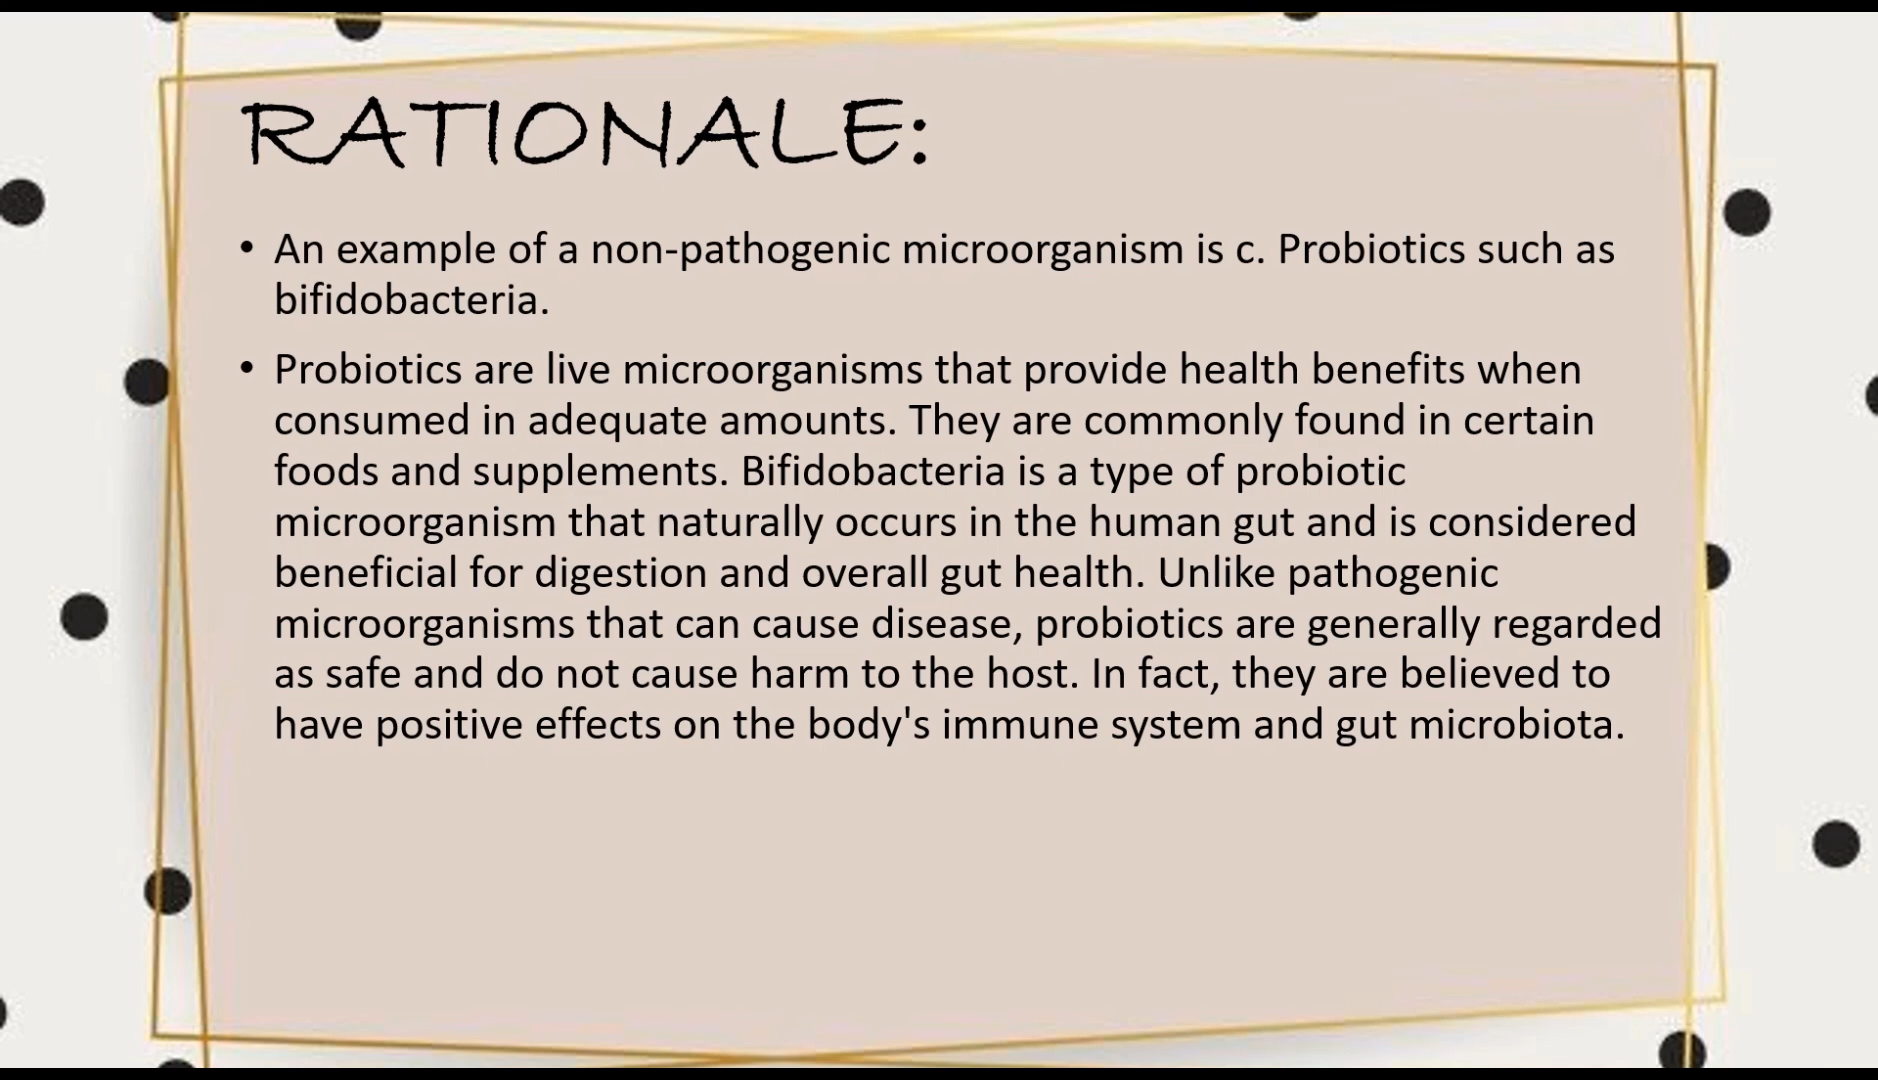 RATIONALE:
• An example of a non-pathogenic microorganism is c. Probiotics such as
bifidobacteria.
• Probiotics are live microorganisms that provide health benefits when
consumed in adequate amounts. They are commonly found in certain
foods and supplements. Bifidobacteria is a type of probiotic
microorganism that naturally occurs in the human gut and is considered
beneficial for digestion and overall gut health. Unlike pathogenic
microorganisms that can cause disease, probiotics are generally regarded
as safe and do not cause harm to the host. In fact, they are believed to
have positive effects on the body's immune system and gut microbiota.